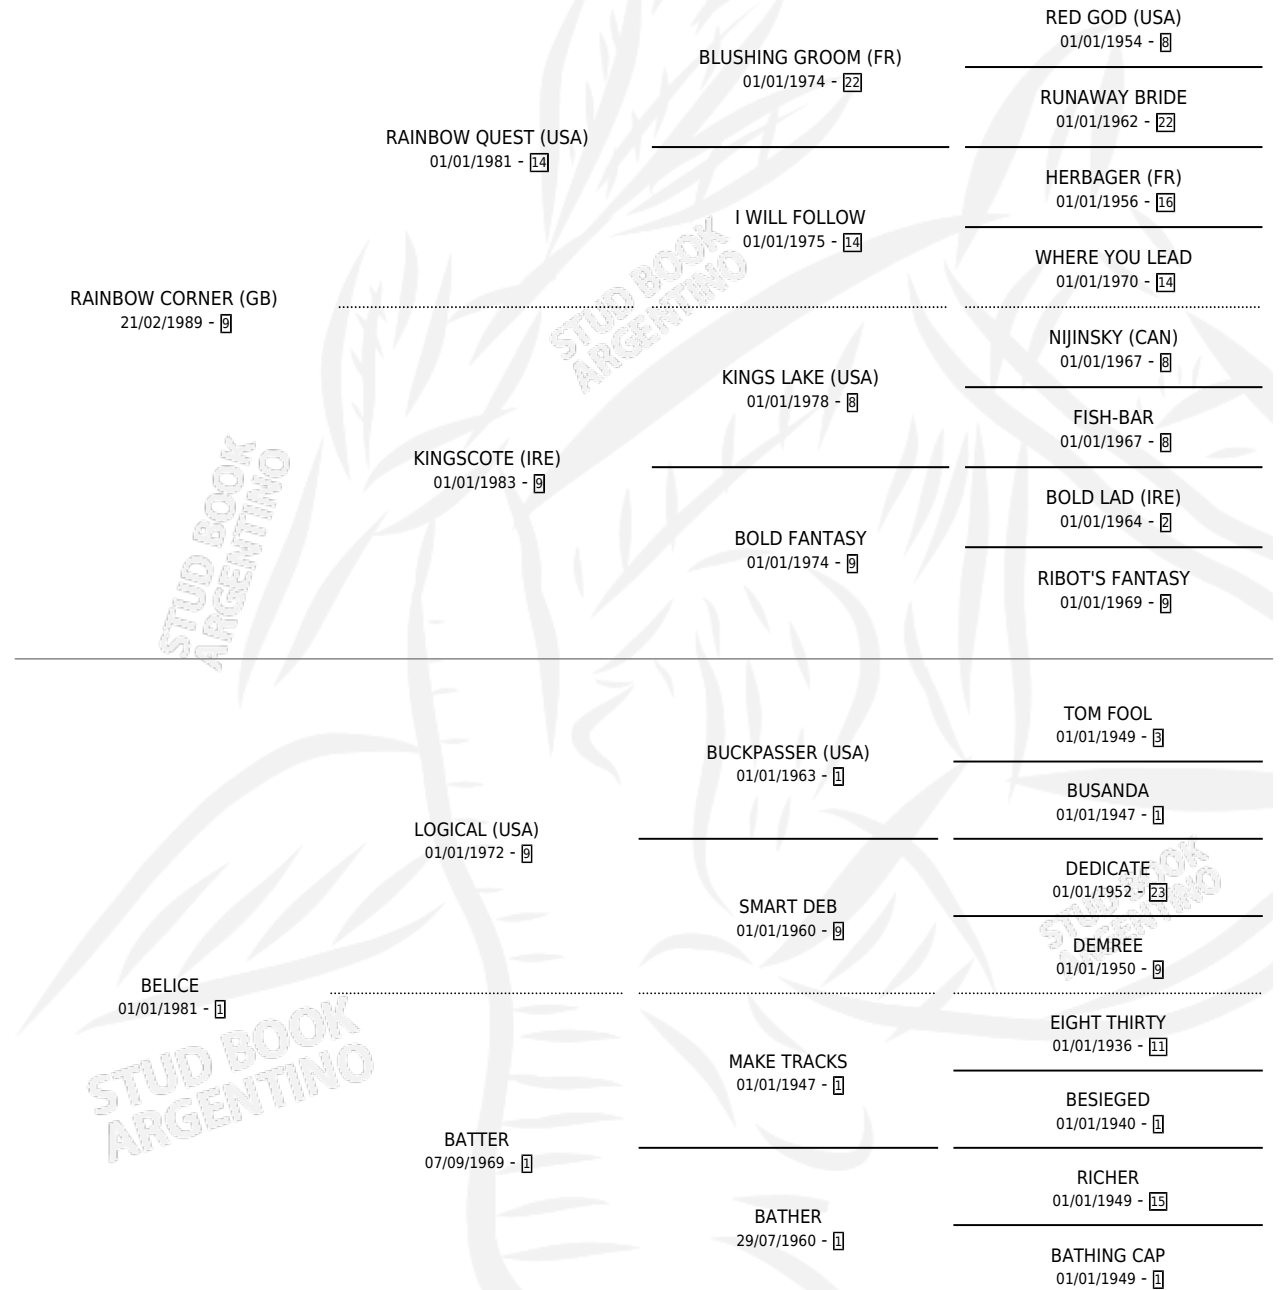 RED GOD (USA)
01/01/1954 - 8
BLUSHING GROOM (FR)
01/01/1974 - 22
RUNAWAY BRIDE
01/01/1962 - 22
RAINBOW QUEST (USA)
01/01/1981 - 14
HERBAGER (FR)
01/01/1956 - 16
I WILL FOLLOW
01/01/1975 - 14
WHERE YOU LEAD
01/01/1970 - 14
RAINBOW CORNER (GB)
21/02/1989 - 9
STUD BOOK
ARGENTINO
NIJINSKY (CAN)
01/01/1967 - 8
KINGS LAKE (USA)
01/01/1978 - 8
FISH-BAR
01/01/1967 - 8
KINGSCOTE (IRE)
01/01/1983 - 9
BOLD LAD (IRE)
01/01/1964 - 2
BOLD FANTASY
01/01/1974 - 9
RIBOT'S FANTASY
01/01/1969 - 9
STUD BOOK
ARGENTINO
TOM FOOL
01/01/1949 - 3
BUCKPASSER (USA)
01/01/1963 - 1
BUSANDA
01/01/1947 - 1
LOGICAL (USA)
01/01/1972 - 9
DEDICATE
01/01/1952 - 23
SMART DEB
01/01/1960 - 9
DEMREE
01/01/1950 - 9
STUD BOOK
ARGENTINO
BELICE
01/01/1981 - 1
STUD BOOK
ARGENTINO
EIGHT THIRTY
01/01/1936 - 11
MAKE TRACKS
01/01/1947 - 1
BESIEGED
01/01/1940 - 1
BATTER
07/09/1969 - 1
RICHER
01/01/1949 - 15
BATHER
29/07/1960 - 1
BATHING CAP
01/01/1949 - 1